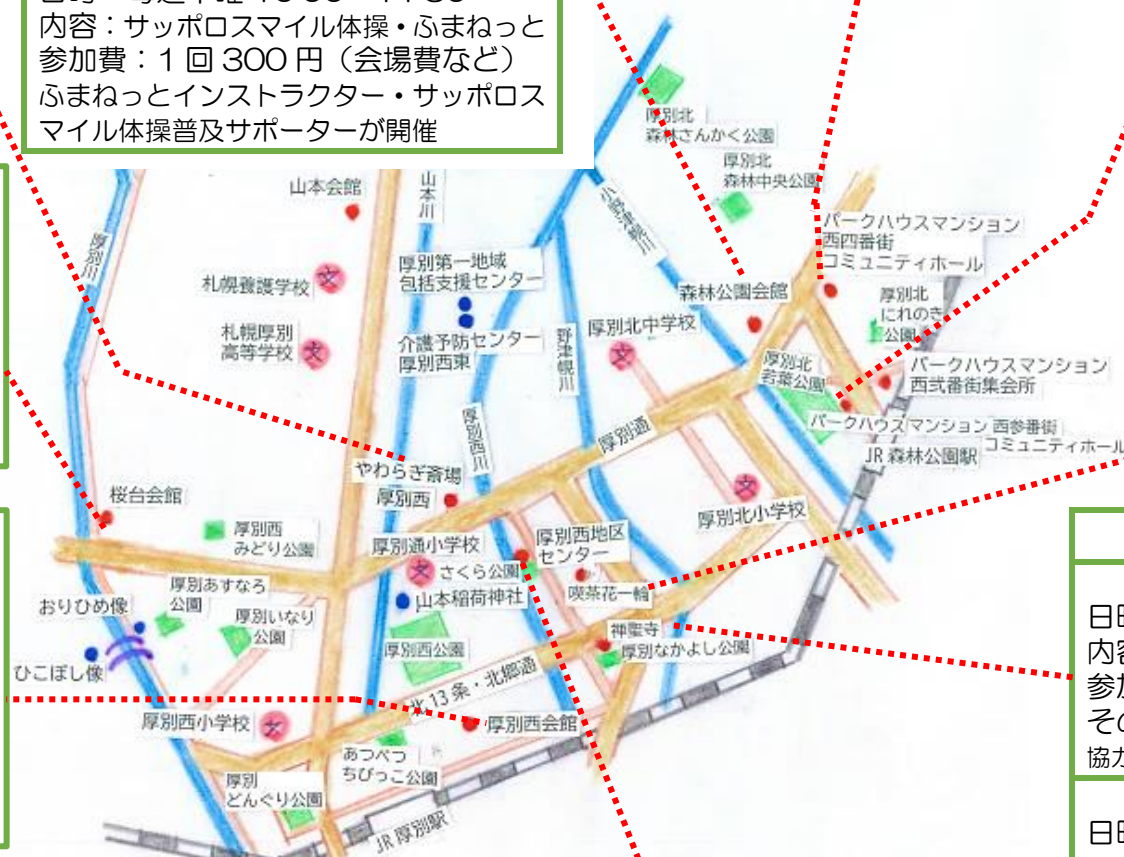 内容：サッポロスマイル体操・ふまねっと
参加費：1回300円（会場費など）
ふまねっとインストラクター・サッポロス
マイル体操普及サポーターが開催
厚別北
森林さんかく公園
厚別北
森林中央公園
山本会館
山本川
厚別川
小野津幌川
パークハウスマンション
西四番街
コミュニティホール
札幌養護学校
厚別第一地域
包括支援センター
森林公園会館
厚別北
にれのき
公園
札幌厚別
高等学校
介護予防センター
厚別西東
野津幌川
厚別北中学校
厚別北
若葉公園
パークハウスマンション
西弐番街集会所
パークハウスマンション 西参番街
コミュニティホール
JR 森林公園駅
厚別西川
厚別通
やわらぎ斎場
厚別西
桜台会館
厚別西
みどり公園
厚別通小学校
さくら公園
厚別西地区
センター
厚別北小学校
厚別あすなろ
公園
おりひめ像
厚別いなり
公園
山本稲荷神社
喫茶花一輪
ひこぼし像
厚別西公園
禅聖寺
厚別なかよし公園
北13条・北郷通
厚別西小学校
厚別西会館
あつべつ
ちびっこ公園
厚別
どんぐり公園
JR 厚別駅
文
文
文
文
文
文
内容
参加
その